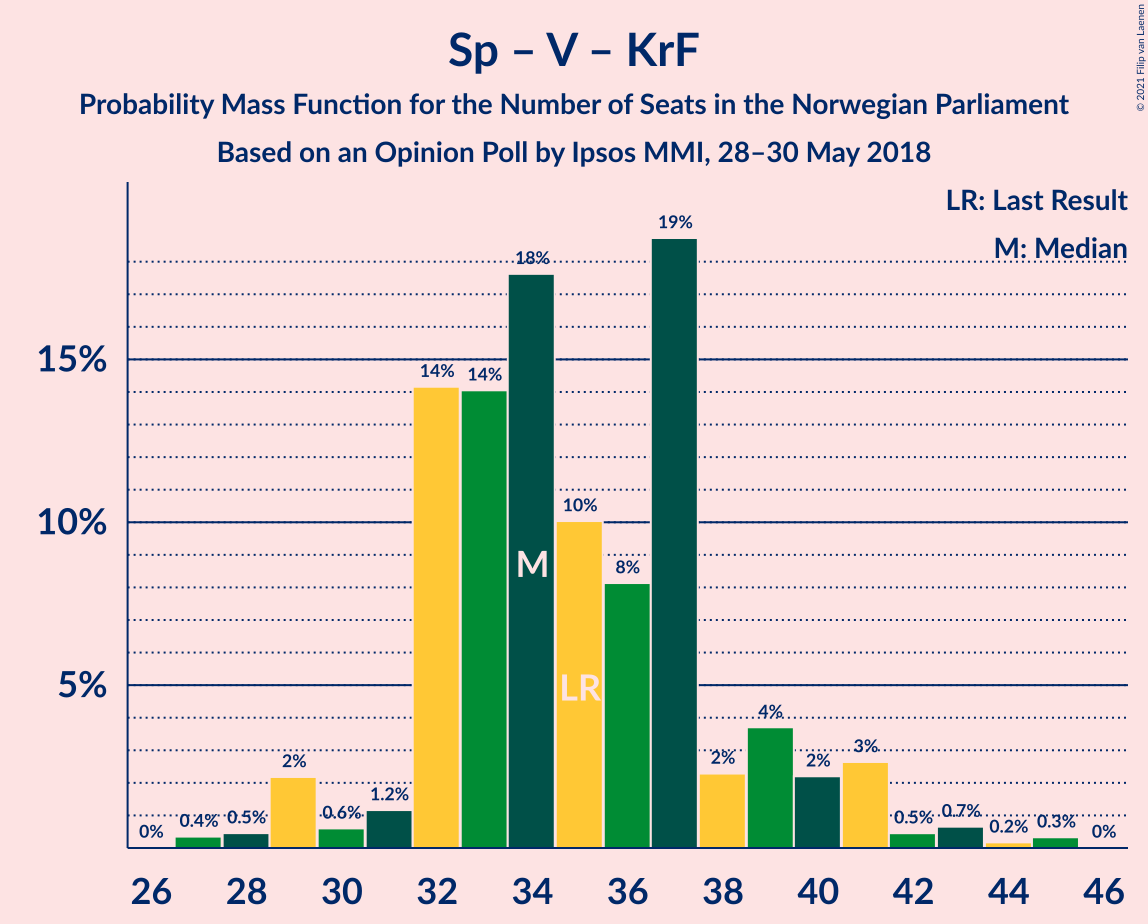 Sp – V – KrF
Probability Mass Function for the Number of Seats in the Norwegian Parliament
Based on an Opinion Poll by Ipsos MMI, 28–30 May 2018
© 2021 Filip van Laenen
LR: Last Result
M: Median
15%
10%
5%
0%
0.4%
0.5%
2%
0.6%
1.2%
14%
14%
18%
10%
8%
19%
2%
4%
2%
3%
0.5%
0.7%
0.2%
0.3%
0%
M
LR
26 28 30 32 34 36 38 40 42 44 46